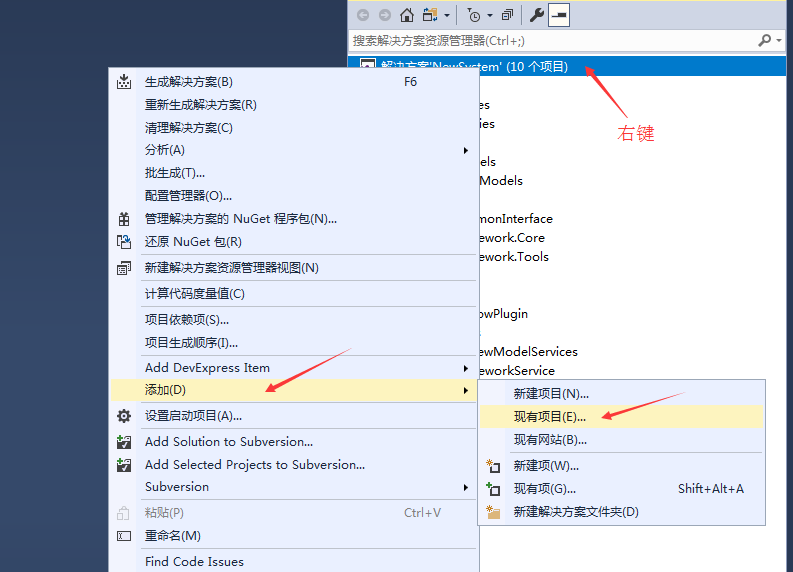 搜索解决方案资源管理器(Ctrl+;)
解决方案'NewSystem' (10 个项目)
右键
生成解决方案(B) F6
重新生成解决方案(R)
清理解决方案(C)
分析(A)
批生成(T)...
配置管理器(O)...
管理解决方案的 NuGet 程序包(N)...
还原 NuGet 包(R)
新建解决方案资源管理器视图(N)
计算代码度量值(C)
项目依赖项(S)...
项目生成顺序(I)...
Add DevExpress Item
添加(D)
设置启动项目(A)...
Add Solution to Subversion...
Add Selected Projects to Subversion...
Subversion
粘贴(P) Ctrl+V
重命名(M)
Find Code Issues
es
ies
els
Models
monInterface
ework.Core
ework.Tools
owPlugin
ewModelServices
eworkService
新建项目(N)...
现有项目(E)...
现有网站(B)...
新建项(W)...
现有项(G)... Shift+Alt+A
新建解决方案文件夹(D)